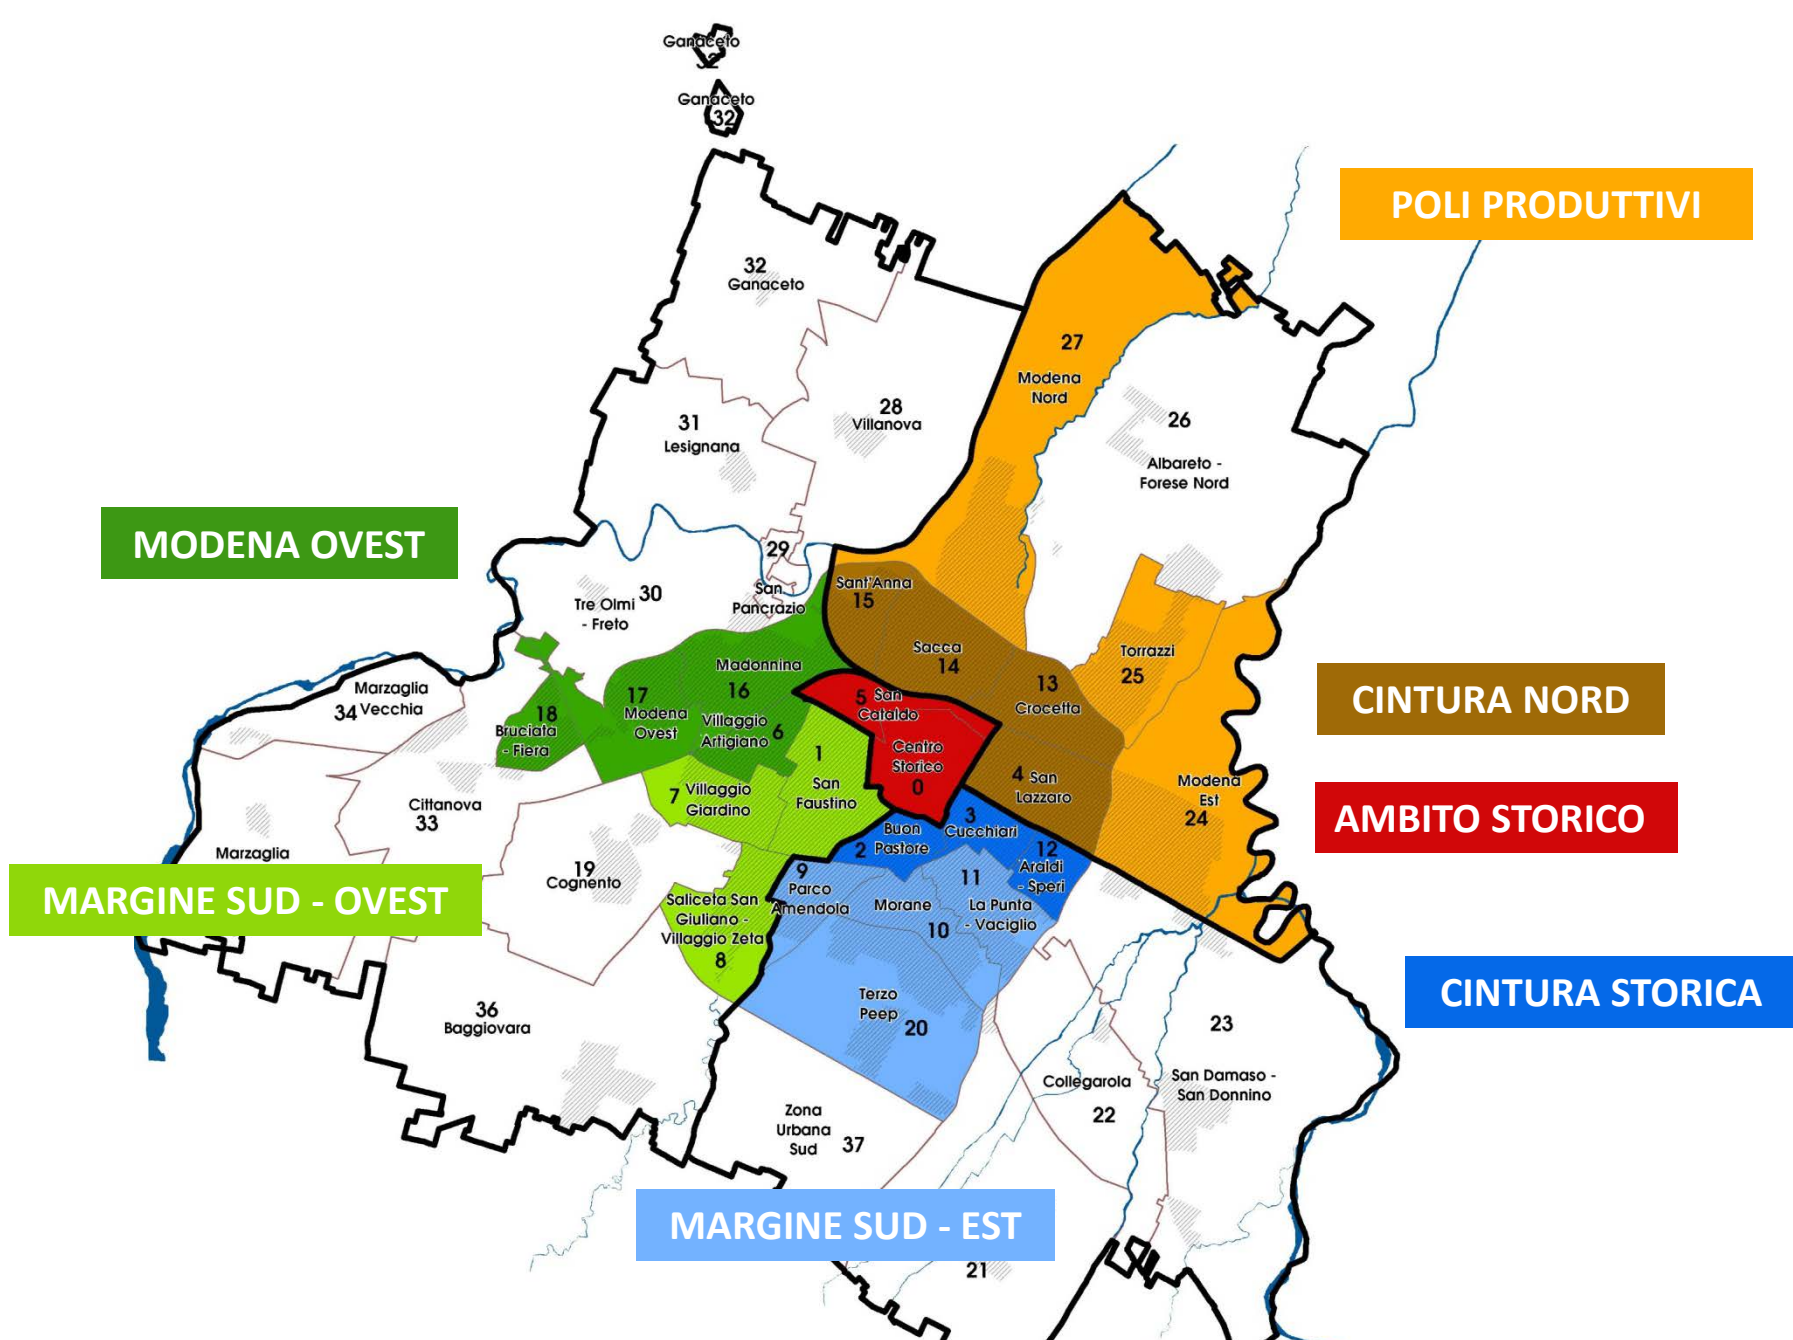 Ganaceto
32
Ganaceto
32
POLI PRODUTTIVI
32
Ganaceto
27
Modena
Nord
28
Villanova
26
31
Lesignana
Albareto -
Forese Nord
MODENA OVEST
29
San
Pancrazio
Sant'Anna
15
30
Tre Olmi
- Freto
Sacca
14
Torrazzi
25
Madonnina
16
13
Crocetta
CINTURA NORD
Marzaglia
Vecchia
34
17
Modena
Ovest
18
Bruciata
- Fiera
5 San
Cataldo
Villaggio
Artigiano
6
Centro
Storico
0
1
San
Faustino
4 San
Lazzaro
Modena
Est
24
7 Villaggio
Giardino
Cittanova
33
AMBITO STORICO
3
Cucchiari
Buon
Pastore
2
12
Araldi
- Speri
Marzaglia
19
Cognento
9
Parco
Amendola
11
La Punta
- Vaciglio
MARGINE SUD - OVEST
Saliceta San
Giuliano -
Villaggio Zeta
8
Morane
10
CINTURA STORICA
Terzo
Peep
20
36
Baggiovara
23
San Damaso -
San Donnino
Collegarola
22
Zona
Urbana
Sud
37
MARGINE SUD - EST
21